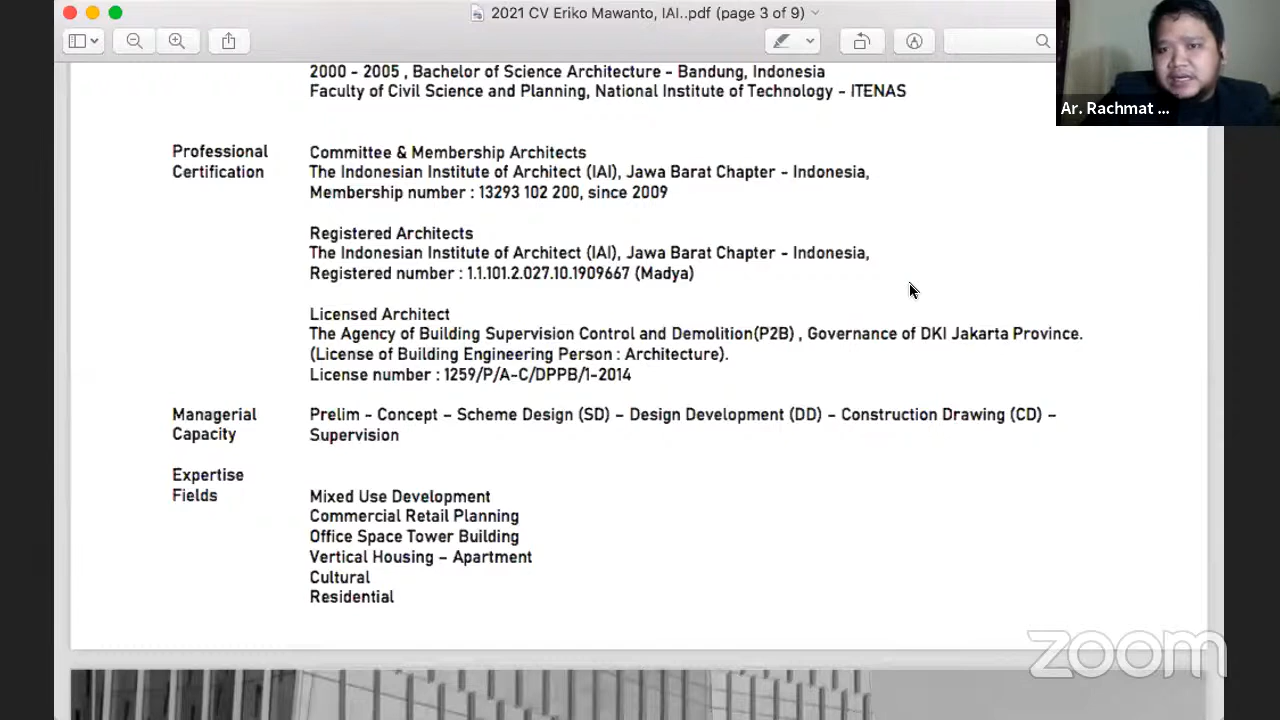 2021 CV Eriko Mawanto, IAI..pdf (page 3 of 9)
Ar. Rachmat ...
2000 - 2005 , Bachelor of Science Architecture - Bandung, Indonesia
Faculty of Civil Science and Planning, National Institute of Technology - ITENAS
Professional
Certification
Committee & Membership Architects
The Indonesian Institute of Architect (IAI), Jawa Barat Chapter - Indonesia,
Membership number : 13293 102 200, since 2009
Registered Architects
The Indonesian Institute of Architect (IAI), Jawa Barat Chapter - Indonesia,
Registered number : 1.1.101.2.027.10.1909667 (Madya)
Licensed Architect
The Agency of Building Supervision Control and Demolition(P2B) , Governance of DKI Jakarta Province.
(License of Building Engineering Person : Architecture).
License number : 1259/P/A-C/DPPB/1-2014
Managerial
Capacity
Prelim - Concept – Scheme Design (SD) – Design Development (DD) – Construction Drawing (CD) –
Supervision
Expertise
Fields
Mixed Use Development
Commercial Retail Planning
Office Space Tower Building
Vertical Housing – Apartment
Cultural
Residential
zoom